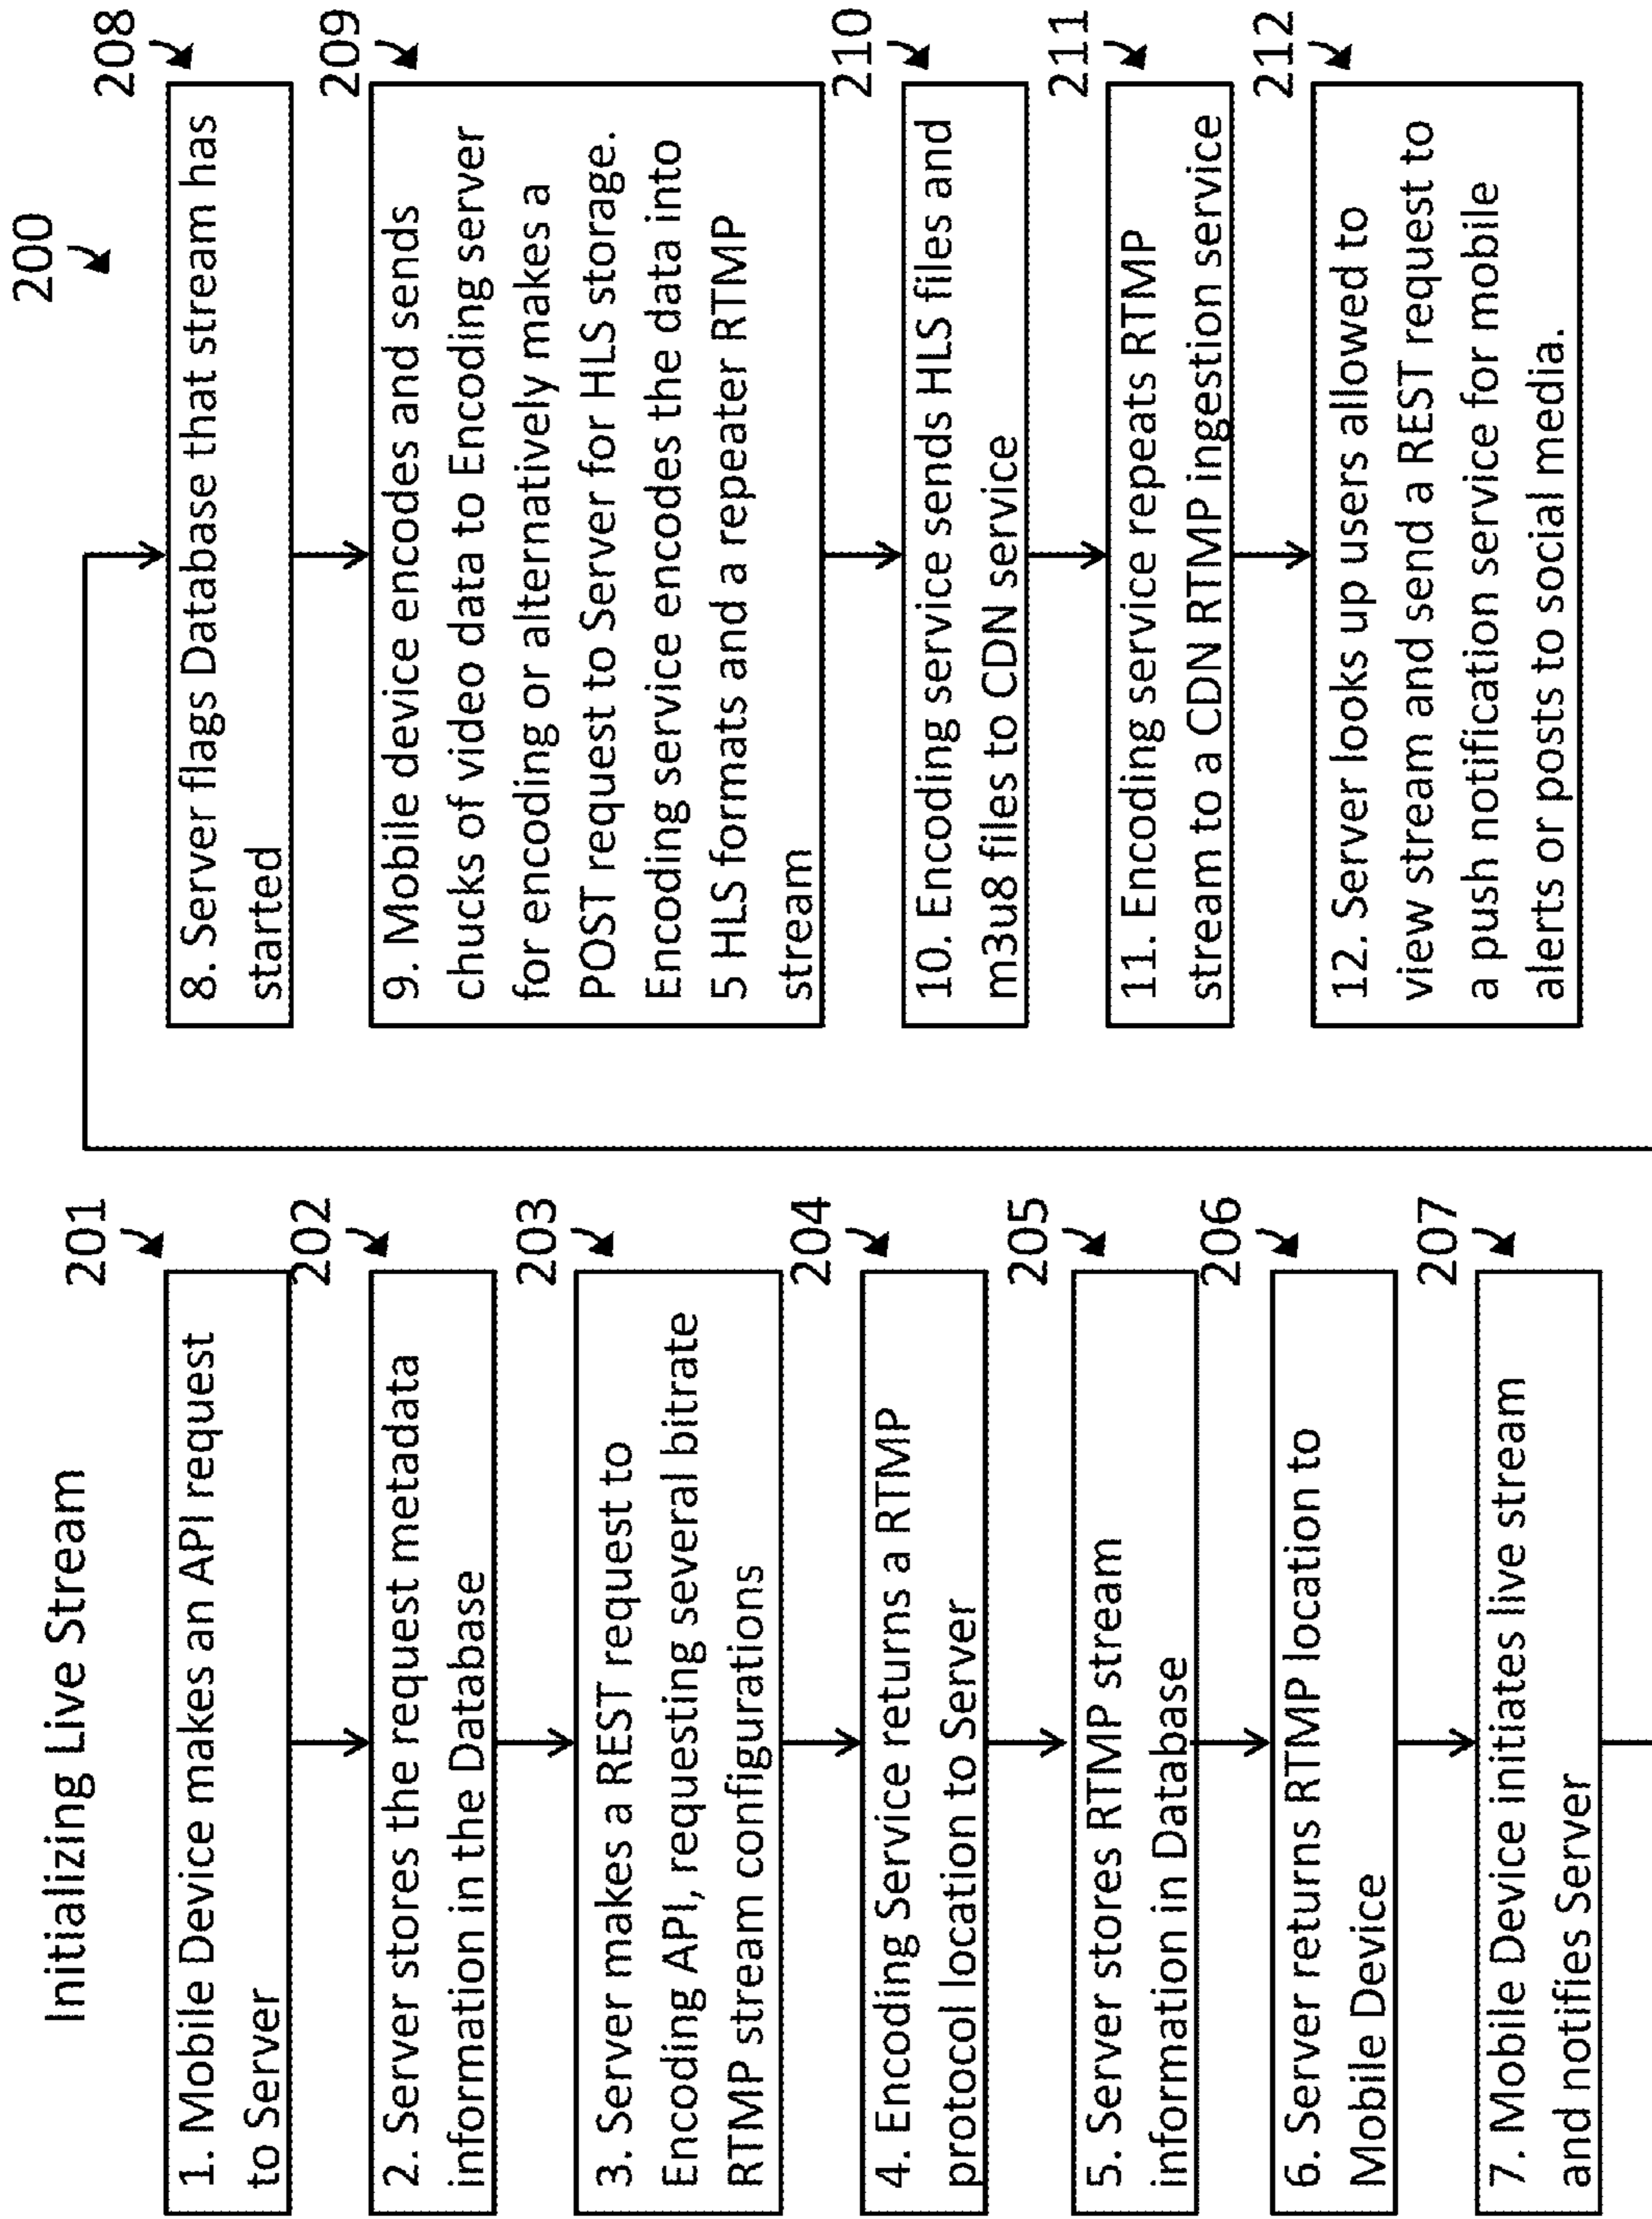 200
Initializing Live Stream
201
1. Mobile Device makes an API request
to Server
202
2. Server stores the request metadata
information in the Database
203
3. Server makes a REST request to
Encoding API, requesting several bitrate
RTMP stream configurations
204
4. Encoding Service returns a RTMP
protocol location to Server
205
5. Server stores RTMP stream
information in Database
206
6. Server returns RTMP location to
Mobile Device
207
7. Mobile Device initiates live stream
and notifies Server
208
8. Server flags Database that stream has
started
209
9. Mobile device encodes and sends
chucks of video data to Encoding server
for encoding or alternatively makes a
POST request to Server for HLS storage.
Encoding service encodes the data into
5 HLS formats and a repeater RTMP
stream
210
10. Encoding service sends HLS files and
m3u8 files to CDN service
211
11. Encoding service repeats RTMP
stream to a CDN RTMP ingestion service
212
12. Server looks up users allowed to
view stream and send a REST request to
a push notification service for mobile
alerts or posts to social media.